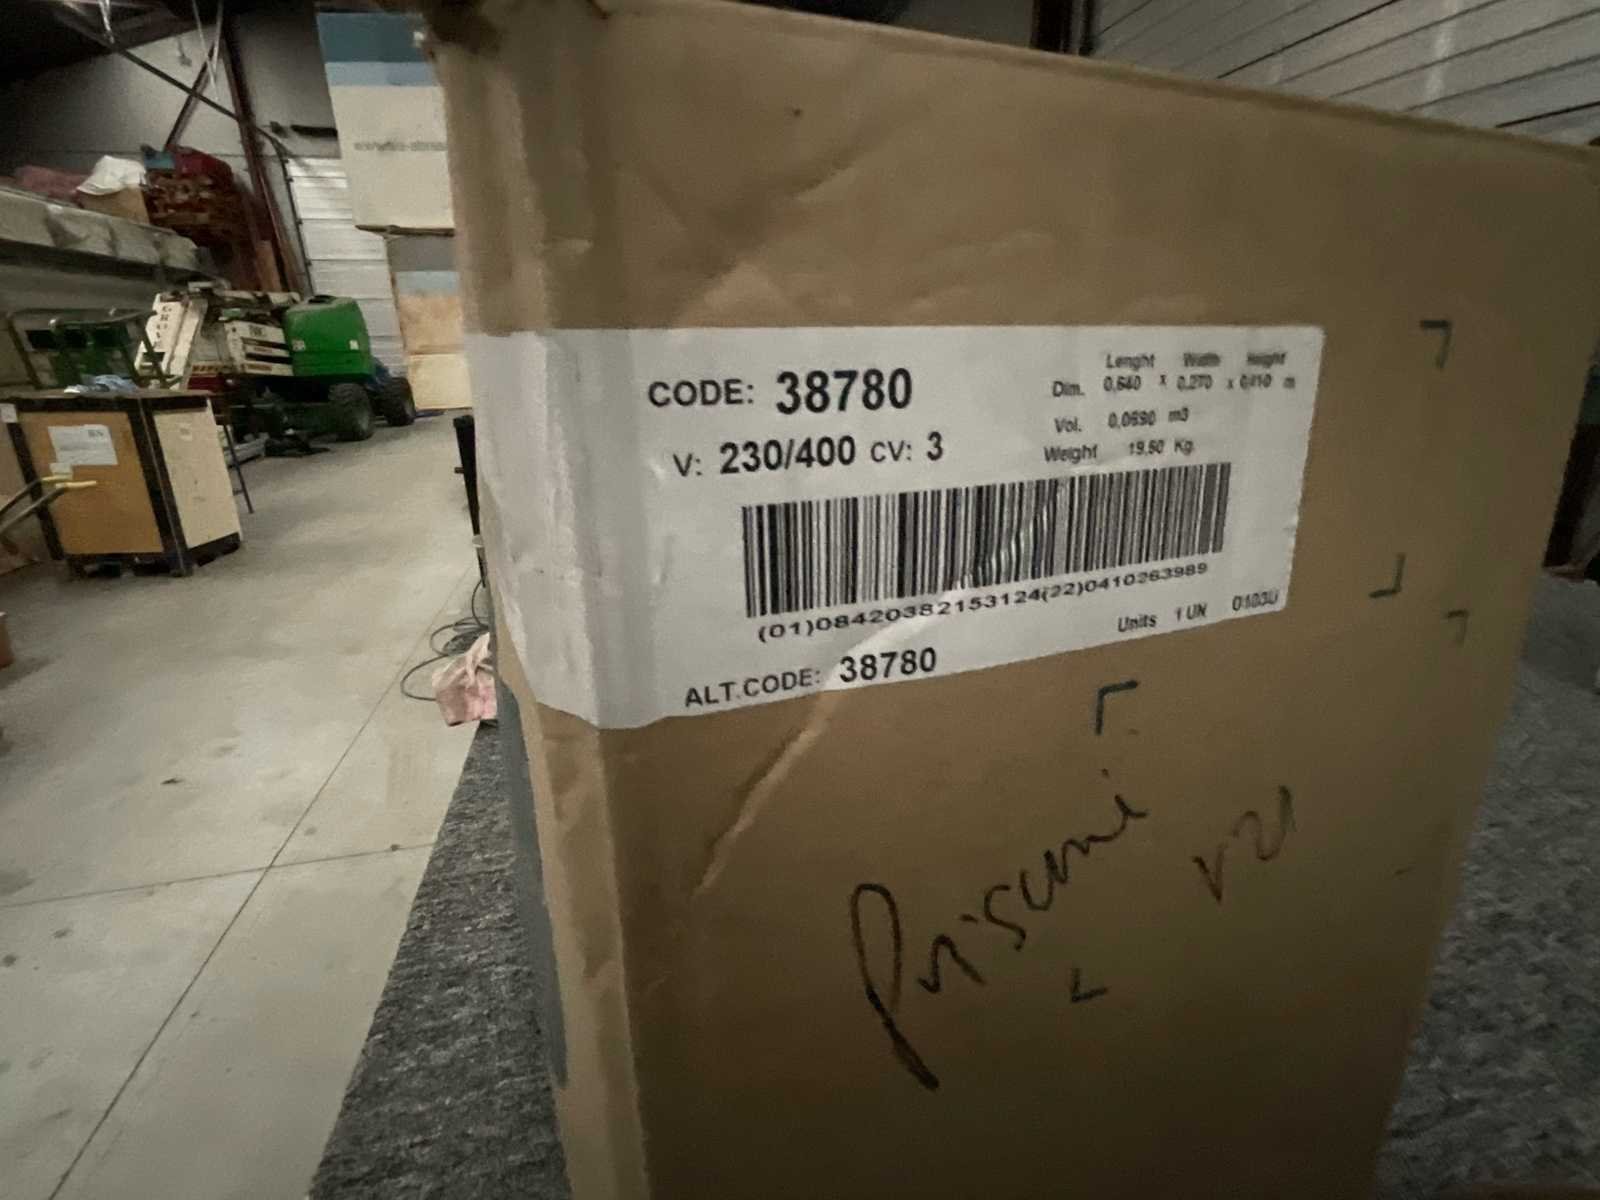 CODE: 38780
V: 230/400 CV: 3
Lenght Width Height
Dim. 0.640 x 0.270 x 0.410 m
Vol. 0,0690 m3
Weight 19.50 Kg.
(01)08420382153124(22)0410263989
Units 1 UN
ALT.CODE: 38780
V21